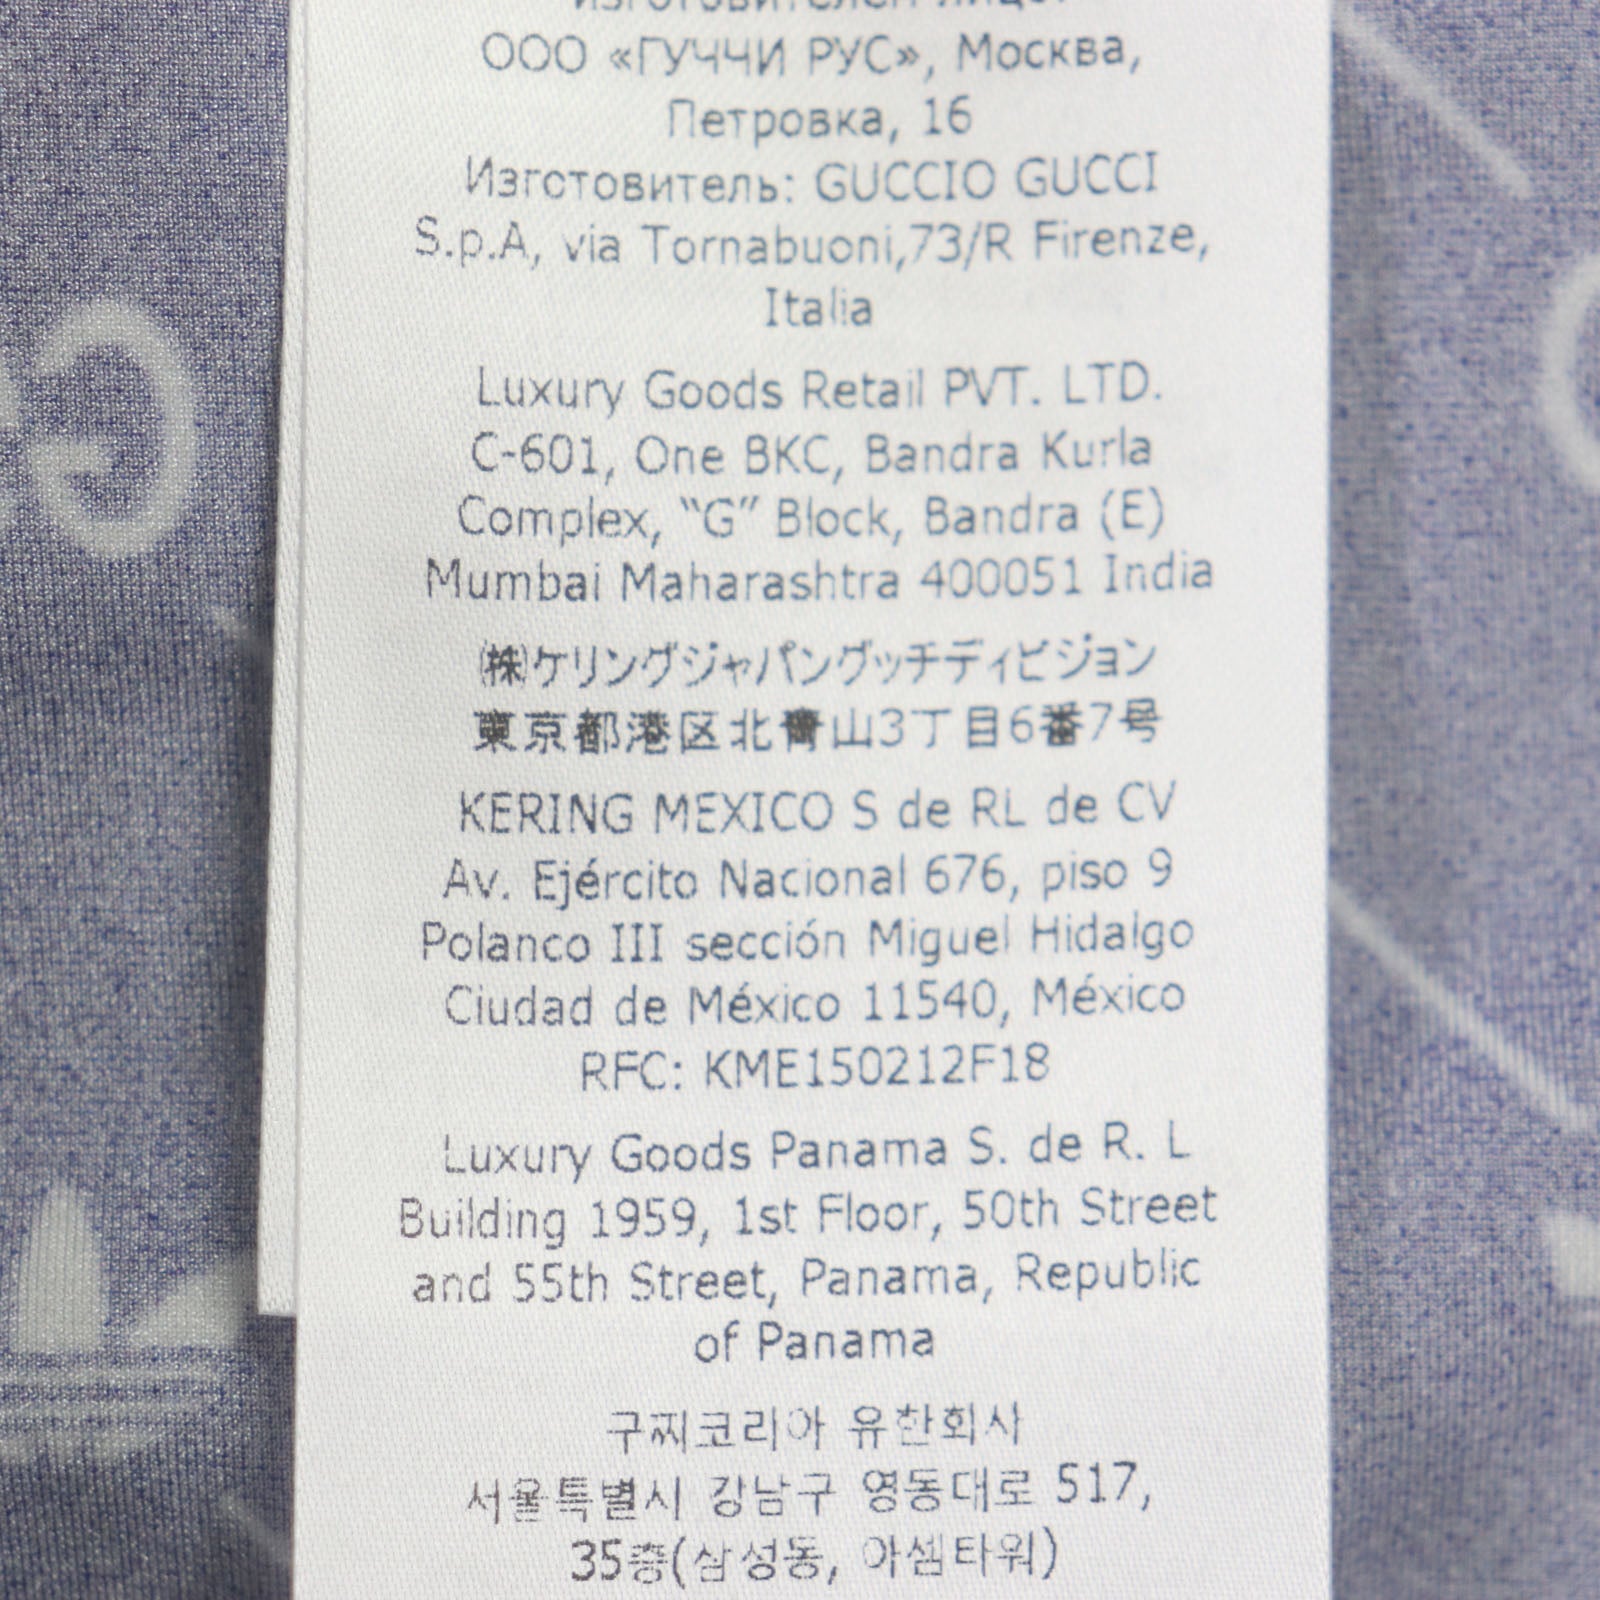 ООО «ГУЧЧИ РУС», Москва,
Петровка, 16
Изготовитель: GUCCIO GUCCI
S.p.A, via Tornabuoni,73/R Firenze,
Italia
Luxury Goods Retail PVT. LTD.
C-601, One BKC, Bandra Kurla
Complex, “G” Block, Bandra (E)
Mumbai Maharashtra 400051 India
㈱ケリングジャパングッチディビジョン
東京都港区北青山3丁目6番7号
KERING MEXICO S de RL de CV
Av. Ejército Nacional 676, piso 9
Polanco III sección Miguel Hidalgo
Ciudad de México 11540, México
RFC: KME150212F18
Luxury Goods Panama S. de R. L
Building 1959, 1st Floor, 50th Street
and 55th Street, Panama, Republic
of Panama
구찌코리아 유한회사
서울특별시 강남구 영동대로 517,
35층(삼성동, 아셈타워)